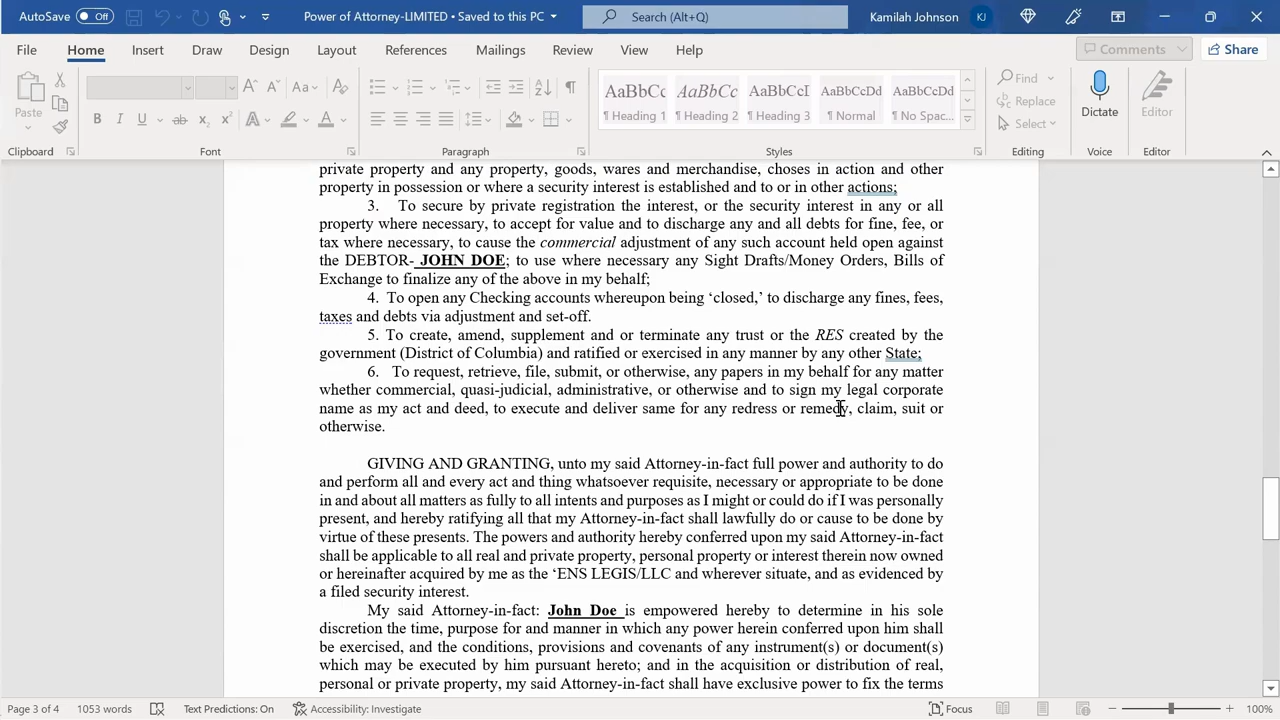 AutoSave Off Power of Attorney-LIMITED • Saved to this PC Search (Alt+Q) Kamilah Johnson KJ
File Home Insert Draw Design Layout References Mailings Review View Help Comments Share
Paste
Clipboard Font Paragraph Styles Editing Voice Editor
AaBbCc AaBbCc AaBbCcI AaBbCcDd AaBbCcDd
¶ Heading 1 ¶ Heading 2 ¶ Heading 3 ¶ Normal ¶ No Spac...
Find
Replace
Select
Dictate
Editor
private property and any property, goods, wares and merchandise, choses in action and other
property in possession or where a security interest is established and to or in other actions;
3. To secure by private registration the interest, or the security interest in any or all
property where necessary, to accept for value and to discharge any and all debts for fine, fee, or
tax where necessary, to cause the commercial adjustment of any such account held open against
the DEBTOR- JOHN DOE; to use where necessary any Sight Drafts/Money Orders, Bills of
Exchange to finalize any of the above in my behalf;
4. To open any Checking accounts whereupon being ‘closed,’ to discharge any fines, fees,
taxes and debts via adjustment and set-off.
5. To create, amend, supplement and or terminate any trust or the RES created by the
government (District of Columbia) and ratified or exercised in any manner by any other State;
6. To request, retrieve, file, submit, or otherwise, any papers in my behalf for any matter
whether commercial, quasi-judicial, administrative, or otherwise and to sign my legal corporate
name as my act and deed, to execute and deliver same for any redress or remedy, claim, suit or
otherwise.
GIVING AND GRANTING, unto my said Attorney-in-fact full power and authority to do
and perform all and every act and thing whatsoever requisite, necessary or appropriate to be done
in and about all matters as fully to all intents and purposes as I might or could do if I was personally
present, and hereby ratifying all that my Attorney-in-fact shall lawfully do or cause to be done by
virtue of these presents. The powers and authority hereby conferred upon my said Attorney-in-fact
shall be applicable to all real and private property, personal property or interest therein now owned
or hereinafter acquired by me as the ‘ENS LEGIS/LLC and wherever situate, and as evidenced by
a filed security interest.
My said Attorney-in-fact: John Doe is empowered hereby to determine in his sole
discretion the time, purpose for and manner in which any power herein conferred upon him shall
be exercised, and the conditions, provisions and covenants of any instrument(s) or document(s)
which may be executed by him pursuant hereto; and in the acquisition or distribution of real,
personal or private property, my said Attorney-in-fact shall have exclusive power to fix the terms
Page 3 of 4 1053 words Text Predictions: On Accessibility: Investigate Focus 100%